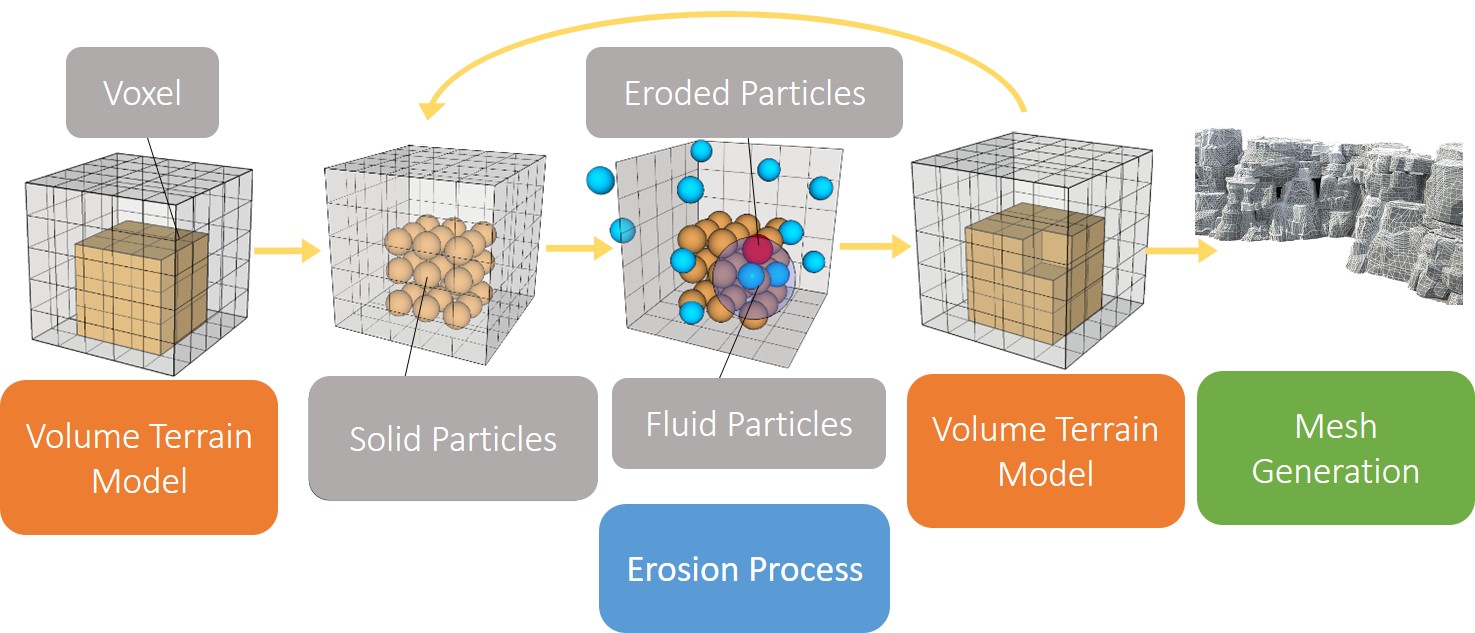 Voxel
Eroded Particles
Volume Terrain
Model
Solid Particles
Fluid Particles
Volume Terrain
Model
Mesh
Generation
Erosion Process